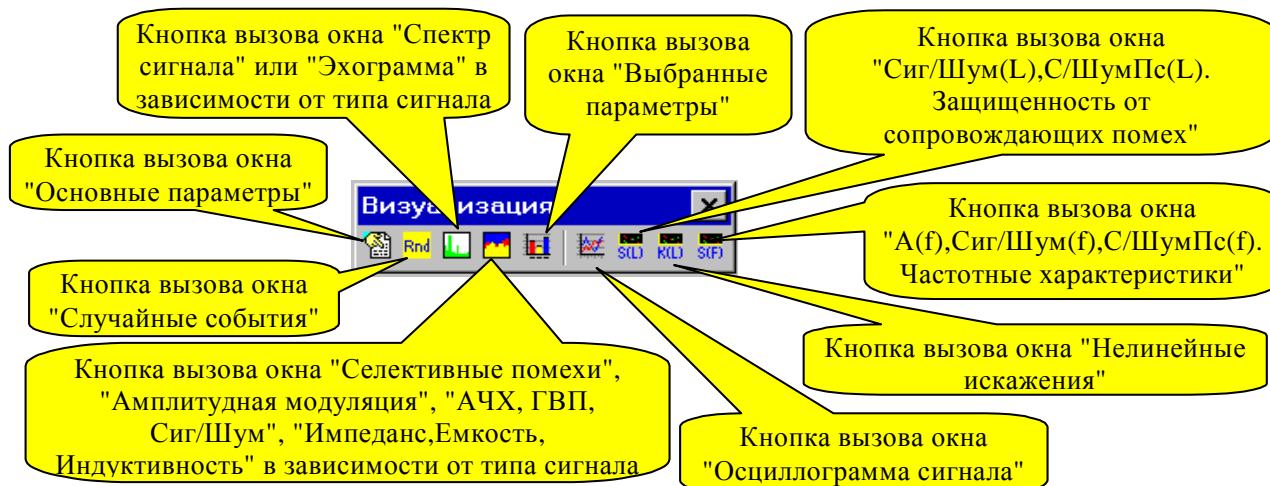 Кнопка вызова окна "Спектр
сигнала" или "Эхограмма" в
зависимости от типа сигнала
Кнопка вызова
окна "Выбранные
параметры"
Кнопка вызова окна
"Сиг/Шум(L),С/ШумПс(L).
Защищенность от
сопровождающих помех"
Кнопка вызова окна
"Основные параметры"
Визуализация
Rnd
S(L)
K(L)
S(F)
Кнопка вызова окна
"A(f),Сиг/Шум(f),С/ШумПс(f).
Частотные характеристики"
Кнопка вызова окна
"Случайные события"
Кнопка вызова окна "Селективные помехи",
"Амплитудная модуляция", "АЧХ, ГВП,
Сиг/Шум", "Импеданс,Емкость,
Индуктивность" в зависимости от типа сигнала
Кнопка вызова окна "Нелинейные
искажения"
Кнопка вызова окна
"Осциллограмма сигнала"